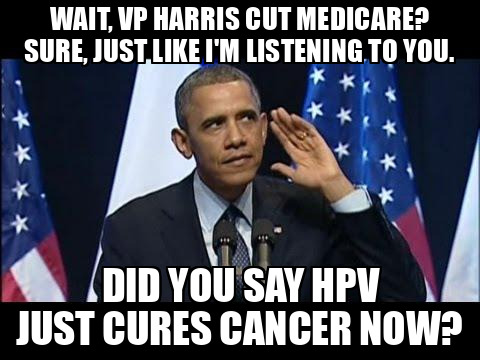 WAIT, VP HARRIS CUT MEDICARE?
SURE, JUST LIKE I'M LISTENING TO YOU.
DID YOU SAY HPV
JUST CURES CANCER NOW?